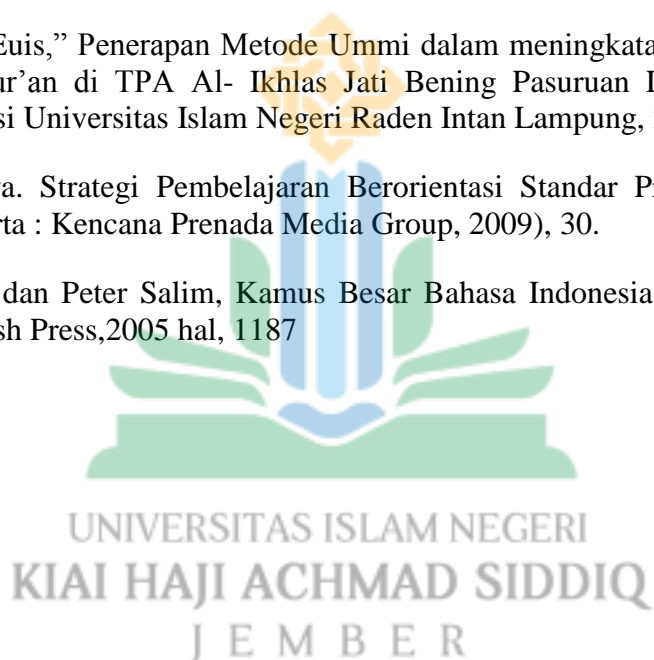 Euis,” Penerapan Metode Ummi dalam meningkata
ur’an di TPA Al- Ikhlas Jati Bening Pasuruan
si Universitas Islam Negeri Raden Intan Lampung,
ya. Strategi Pembelajaran Berorientasi Standar
rta : Kencana Prenada Media Group, 2009), 30.
dan Peter Salim, Kamus Besar Bahasa Indonesia
sh Press,2005 hal, 1187
UNIVERSITAS ISLAM NEGERI
KIAI HAJI ACHMAD SIDDIQ
J E M B E R